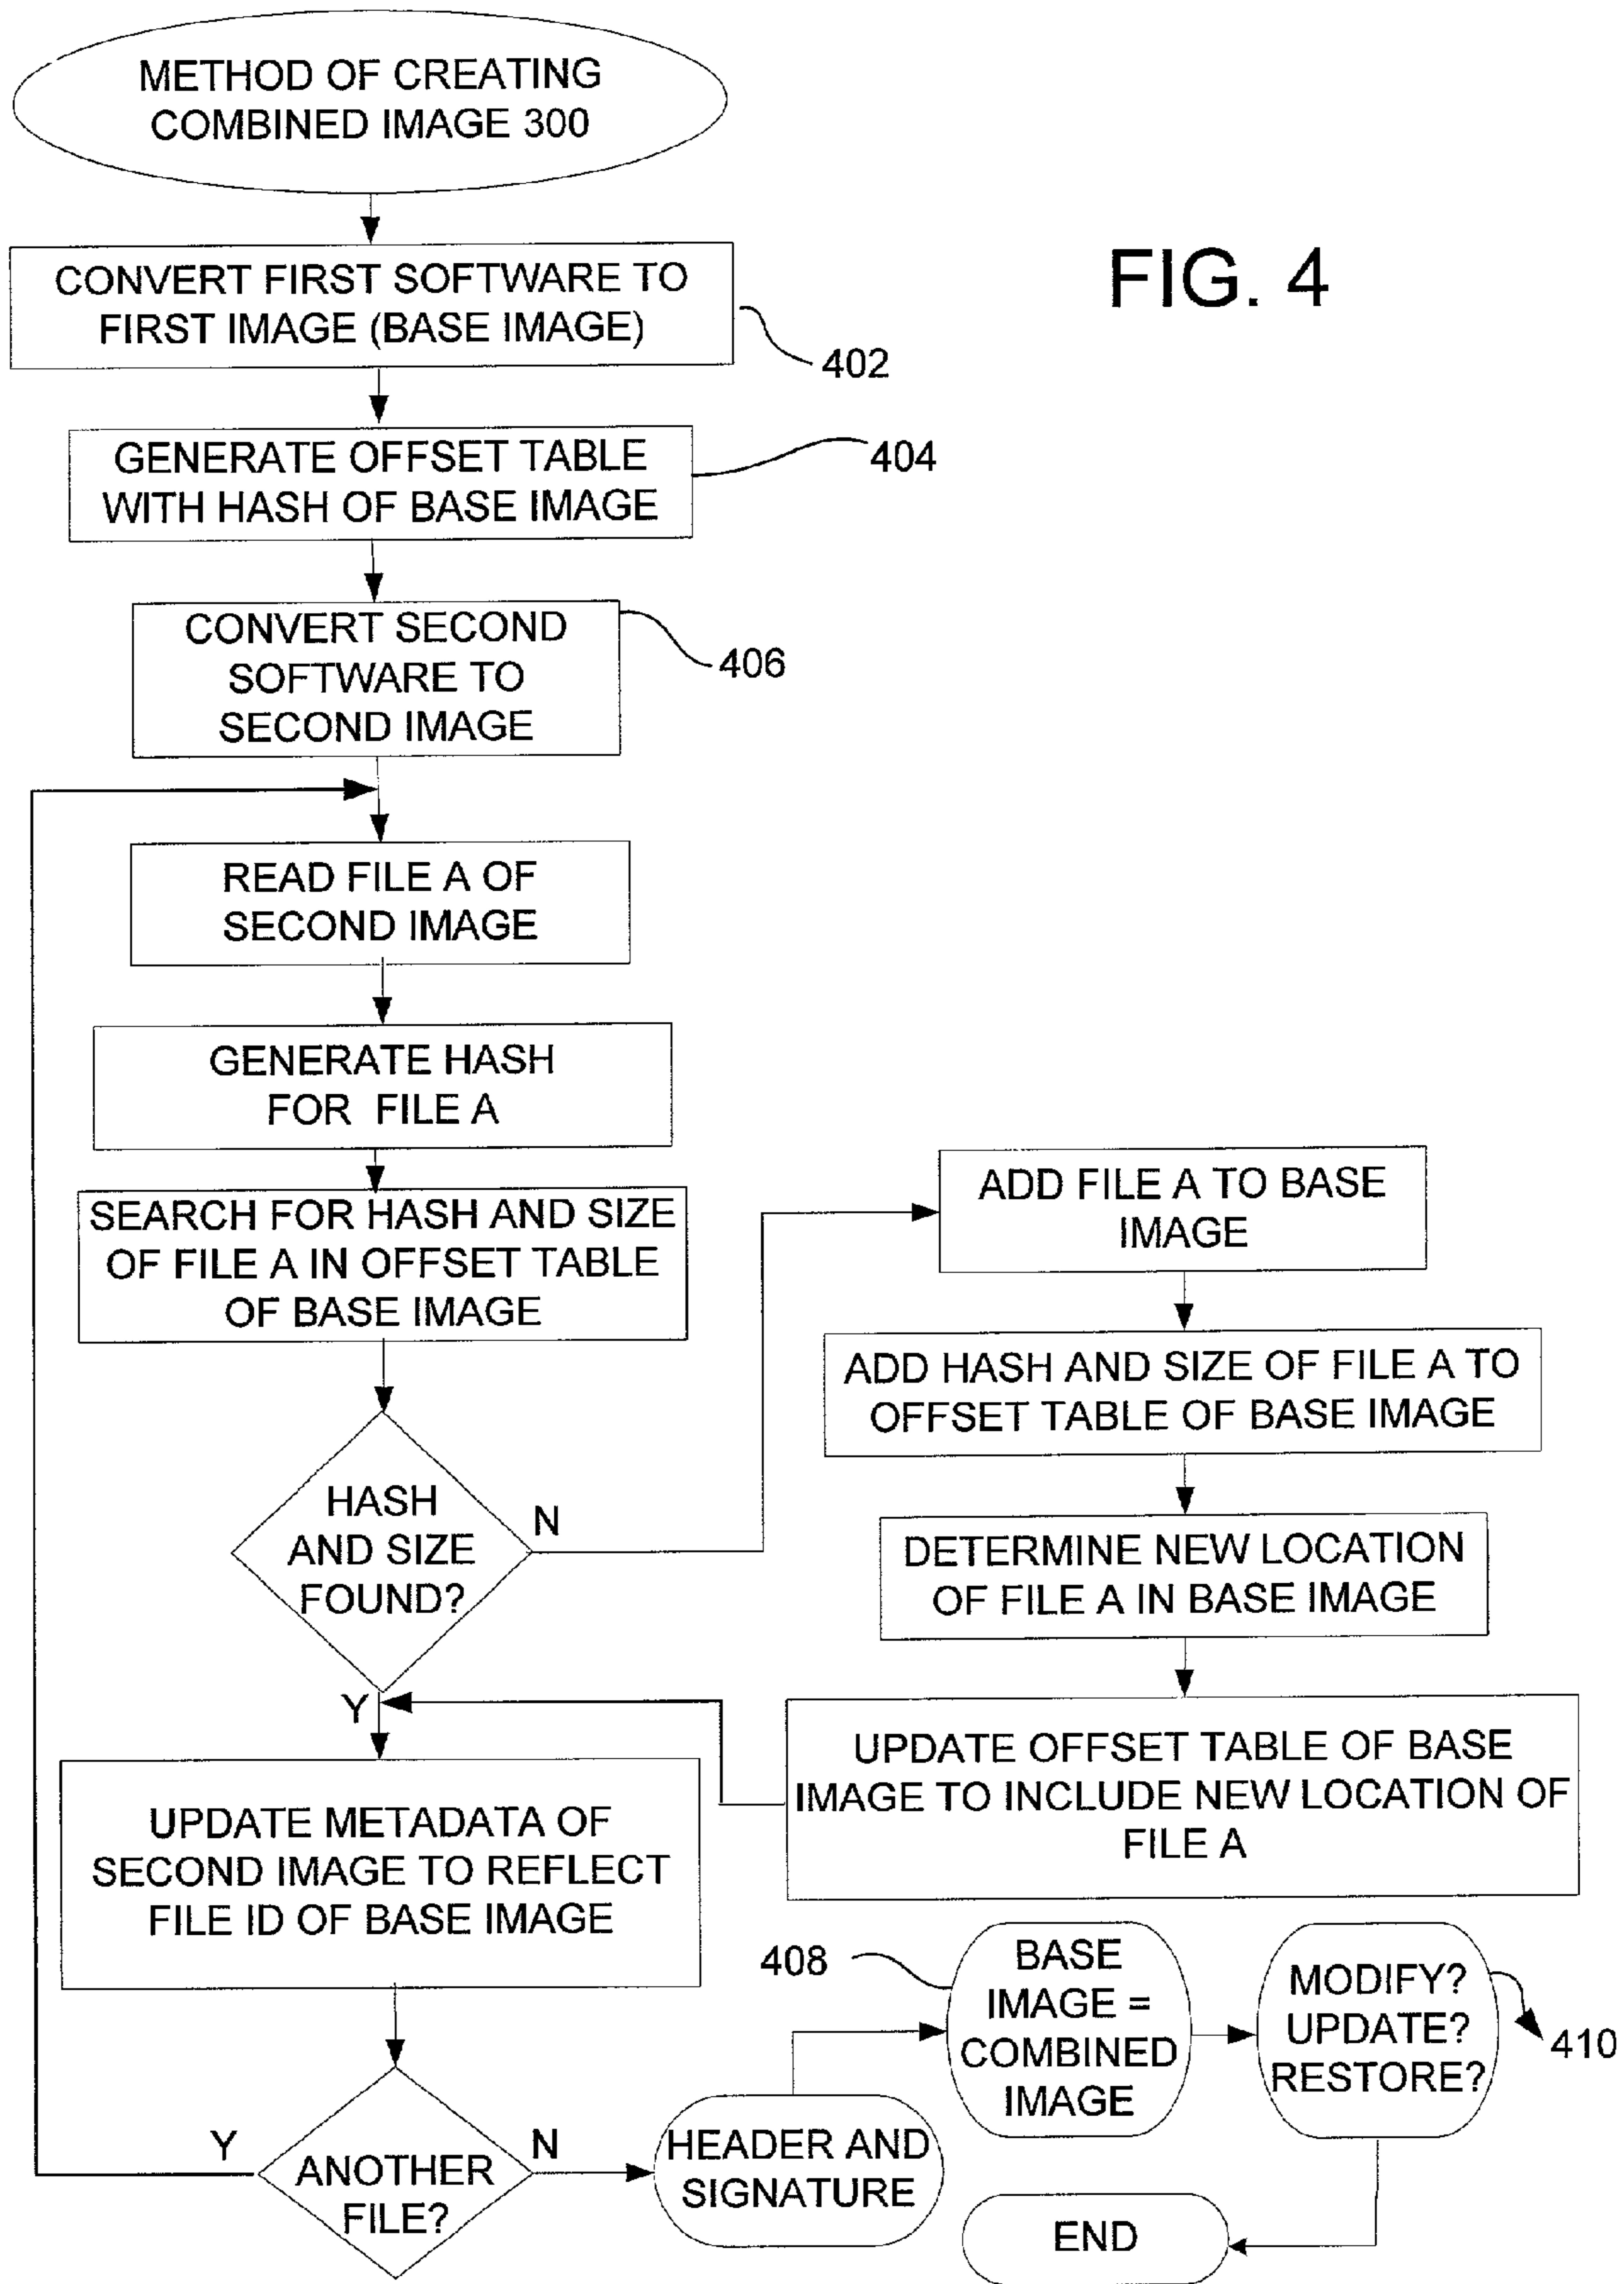 METHOD OF CREATING
COMBINED IMAGE 300
FIG. 4
CONVERT FIRST SOFTWARE TO
FIRST IMAGE (BASE IMAGE)
402
GENERATE OFFSET TABLE
WITH HASH OF BASE IMAGE
404
CONVERT SECOND
SOFTWARE TO
SECOND IMAGE
406
READ FILE A OF
SECOND IMAGE
GENERATE HASH
FOR FILE A
SEARCH FOR HASH AND SIZE
OF FILE A IN OFFSET TABLE
OF BASE IMAGE
HASH
AND SIZE
FOUND?
N
Y
ADD FILE A TO BASE
IMAGE
ADD HASH AND SIZE OF FILE A TO
OFFSET TABLE OF BASE IMAGE
DETERMINE NEW LOCATION
OF FILE A IN BASE IMAGE
UPDATE OFFSET TABLE OF BASE
IMAGE TO INCLUDE NEW LOCATION OF
FILE A
UPDATE METADATA OF
SECOND IMAGE TO REFLECT
FILE ID OF BASE IMAGE
ANOTHER
FILE?
Y
N
HEADER AND
SIGNATURE
408
BASE
IMAGE =
COMBINED
IMAGE
MODIFY?
UPDATE?
RESTORE?
410
END